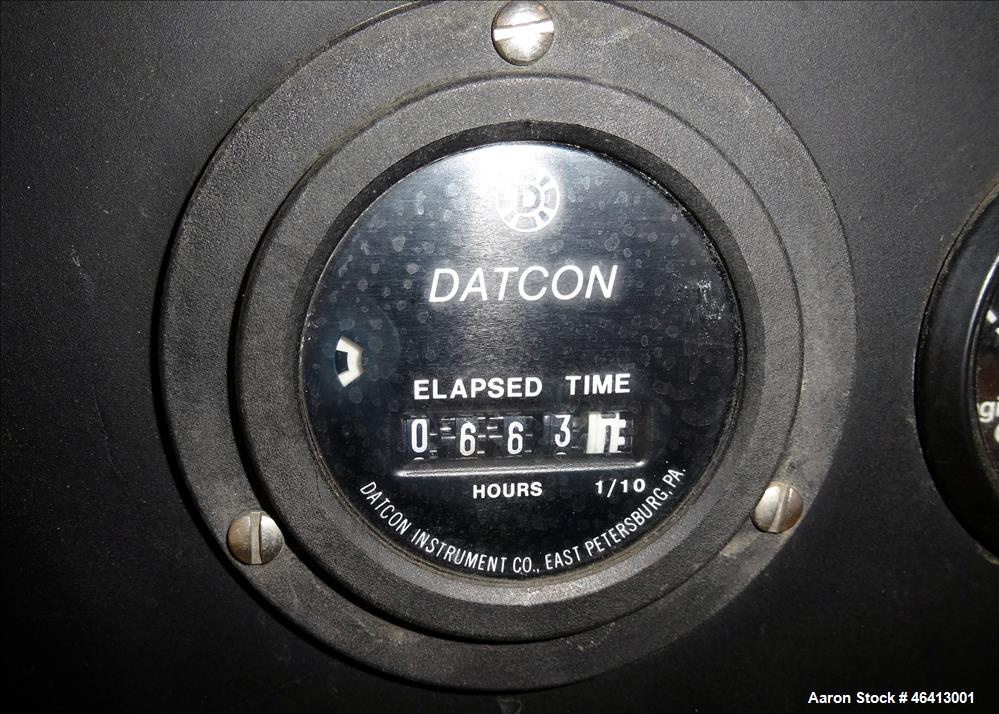 D
DATCON
ELAPSED TIME
0 6 6 3
HOURS 1/10
DATCON INSTRUMENT CO., EAST PETERSBURG, PA.
Aaron Stock # 46413001